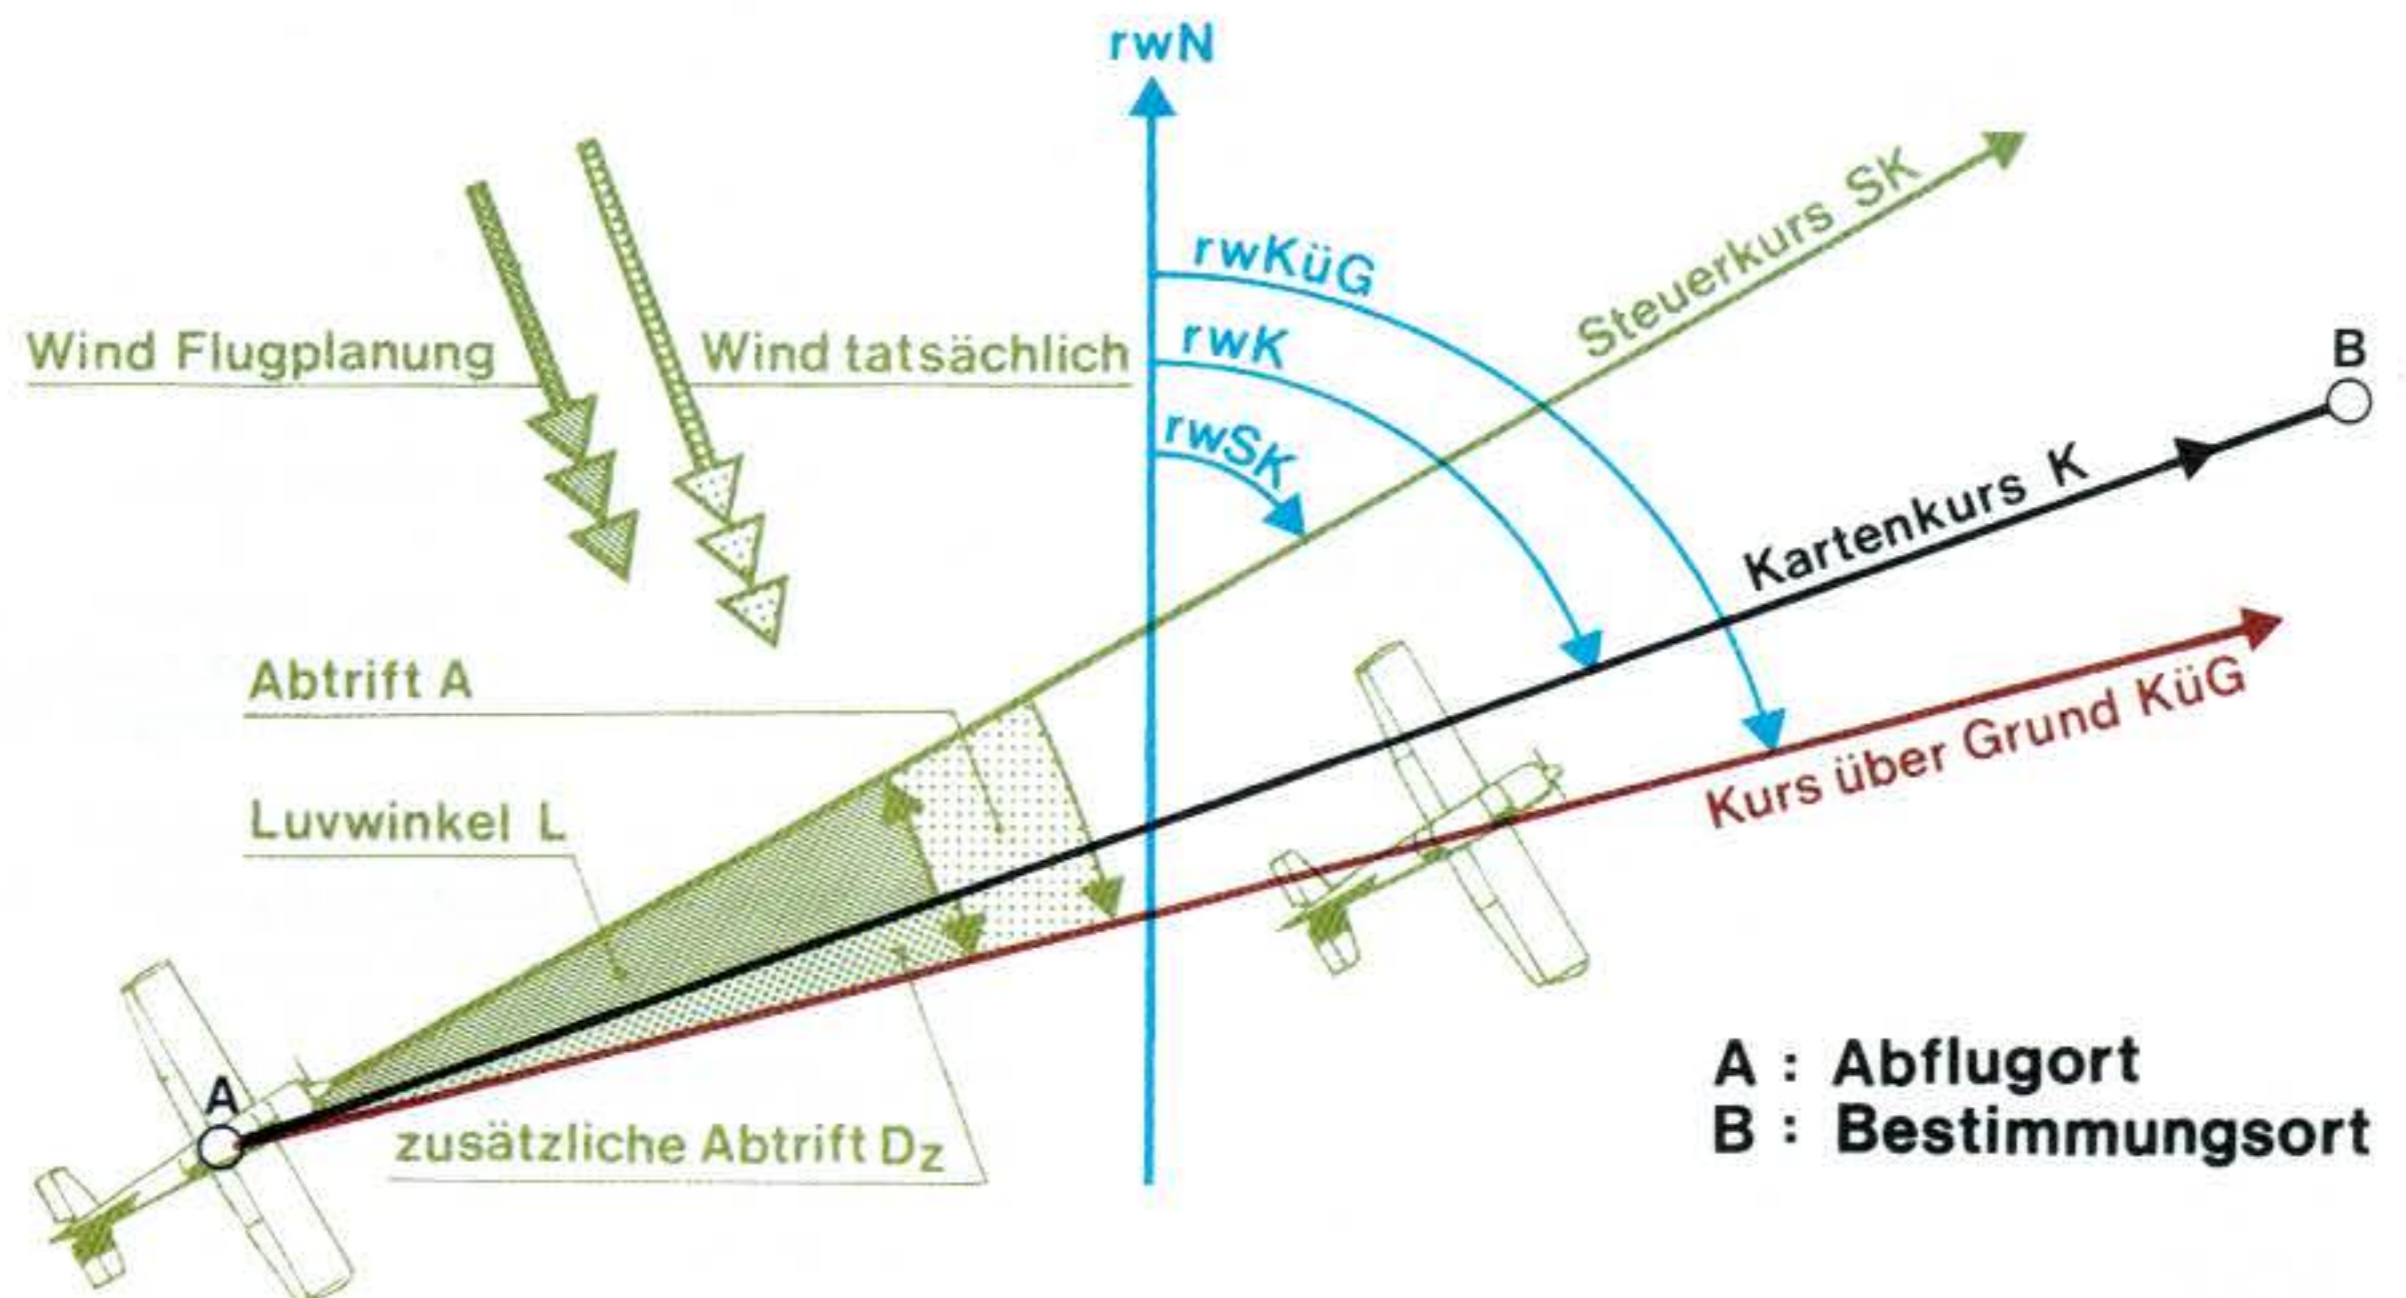 rwN
rwKüG
rwK
rwSK
Steuerkurs SK
B
Wind Flugplanung
Wind tatsächlich
Kartenkurs K
Kurs über Grund KüG
Abtrift A
Luvwinkel L
A
zusätzliche Abtrift Dz
A : Abflugort
B : Bestimmungsort